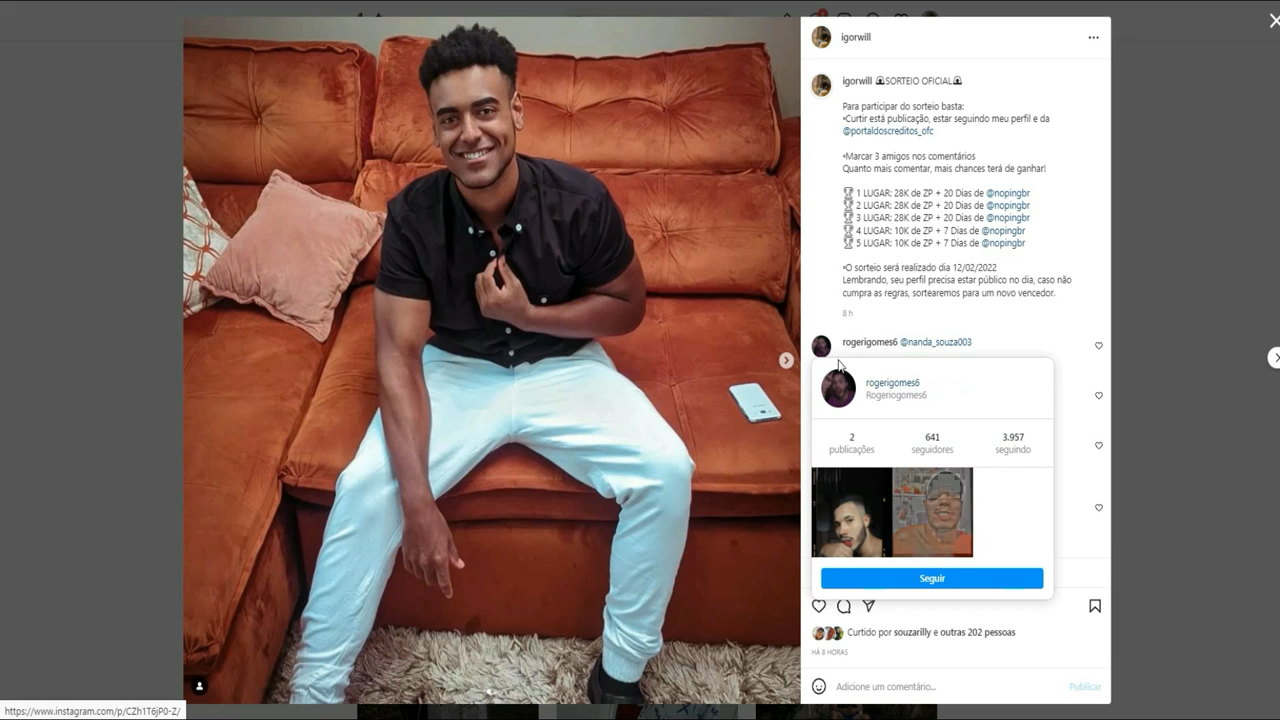 igorwill
igorwill SORTEIO OFICIAL
Para participar do sorteio basta:
•Curtir está publicação, estar seguindo meu perfil e da
@portaldoscreditos_ofc
•Marcar 3 amigos nos comentários
Quanto mais comentar, mais chances terá de ganhar!
1 LUGAR: 28K de ZP + 20 Dias de @nopingbr
2 LUGAR: 28K de ZP + 20 Dias de @nopingbr
3 LUGAR: 28K de ZP + 20 Dias de @nopingbr
4 LUGAR: 10K de ZP + 7 Dias de @nopingbr
5 LUGAR: 10K de ZP + 7 Dias de @nopingbr
•O sorteio será realizado dia 12/02/2022
Lembrando, seu perfil precisa estar público no dia, caso não
cumpra as regras, sortearemos para um novo vencedor.
8 h
rogerigomes6 @nanda_souza003
rogerigomes6
Rogeriogomes6
2 641 3.957
publicações seguidores seguindo
Seguir
Curtido por souzarilly e outras 202 pessoas
HÁ 8 HORAS
Adicione um comentário...
Publicar
https://www.instagram.com/p/CZh1T6jP0-Z/